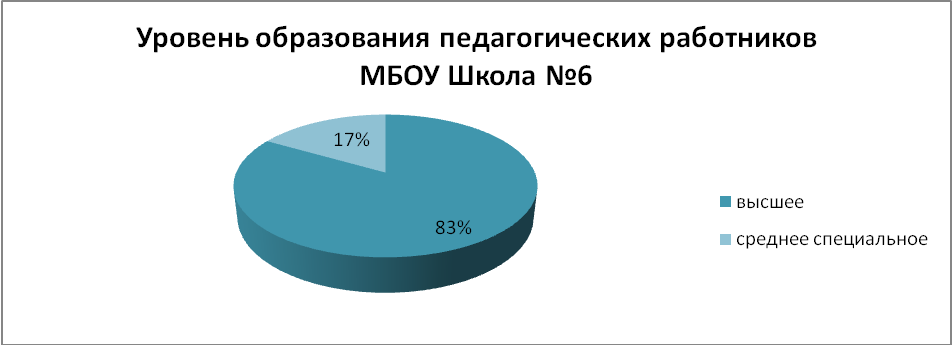 Уровень образования педагогических работников
МБОУ Школа №6
17%
83%
высшее
среднее специальное